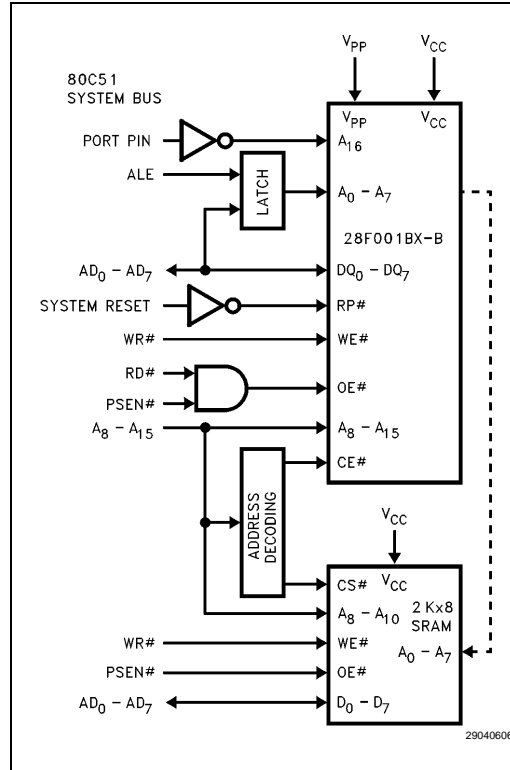 V_PP V_CC
80C51
SYSTEM BUS
V_PP V_CC
PORT PIN
A_16
ALE
LATCH
A_0 – A_7
28F001BX-B
AD_0 – AD_7
DQ_0 – DQ_7
SYSTEM RESET
RP#
WR#
WE#
RD#
OE#
PSEN#
A_8 – A_15
A_8 – A_15
CE#
ADDRESS
DECODING
V_CC
CS#
V_CC
2 Kx8
SRAM
A_8 – A_10
WR#
WE#
A_0 – A_7
PSEN#
OE#
AD_0 – AD_7
D_0 – D_7
29040606